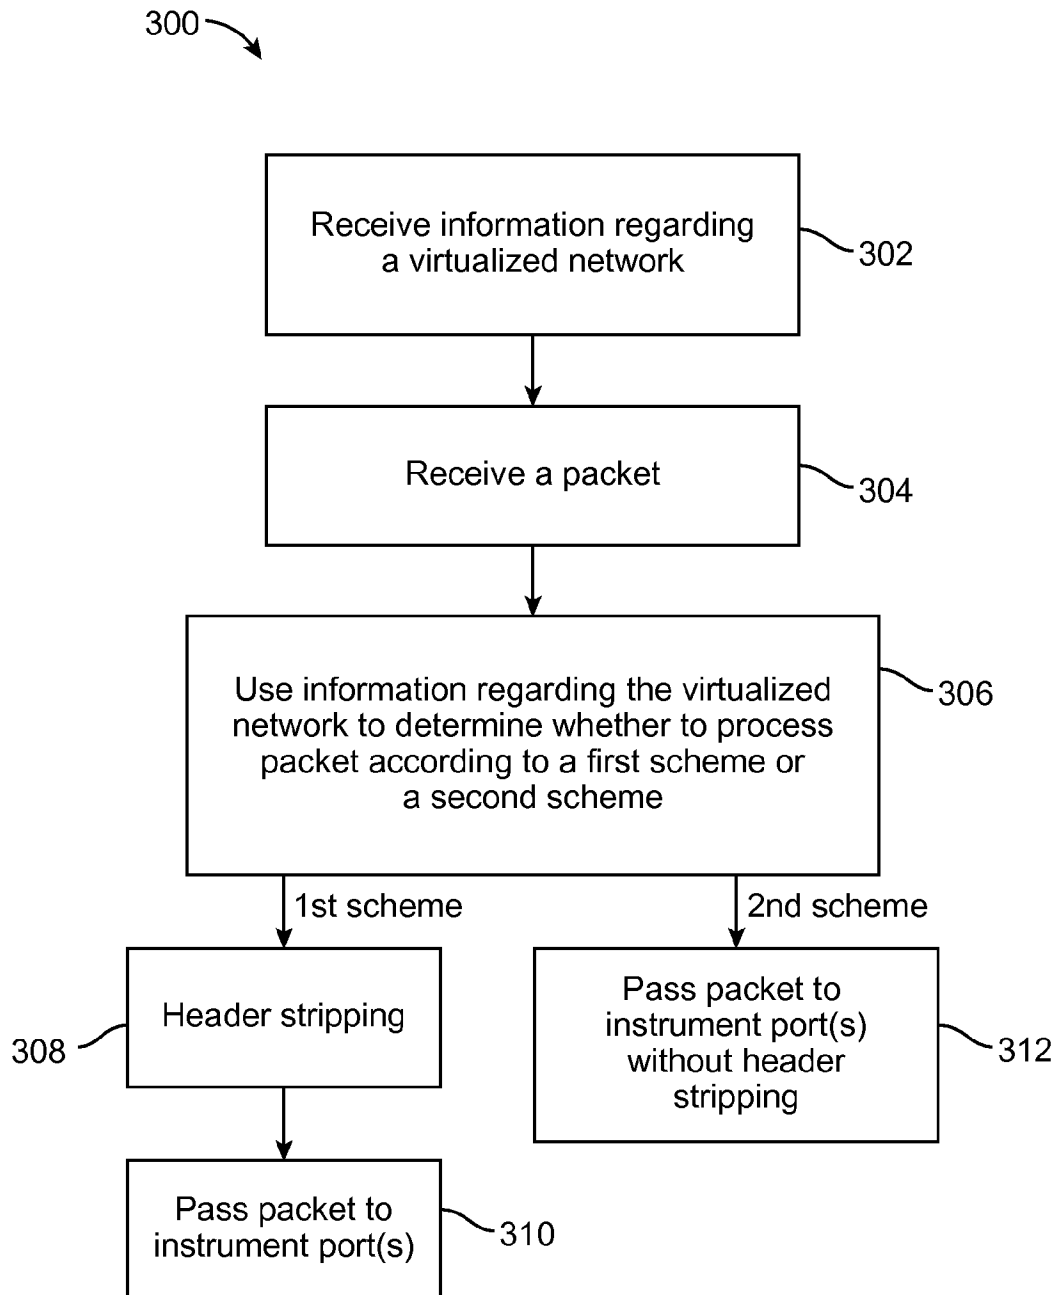 300
Receive information regarding
a virtualized network
302
Receive a packet
304
Use information regarding the virtualized
network to determine whether to process
packet according to a first scheme or
a second scheme
306
1st scheme
2nd scheme
Header stripping
308
Pass packet to
instrument port(s)
without header
stripping
312
Pass packet to
instrument port(s)
310